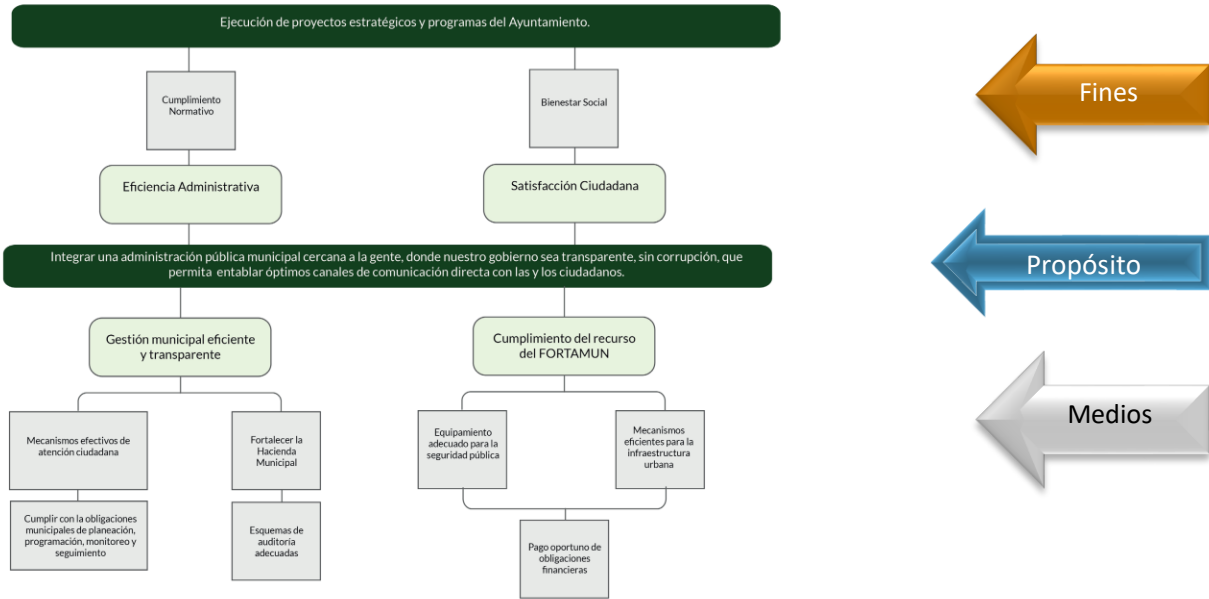 Ejecución de proyectos estratégicos y programas del Ayuntamiento.
Fines
Cumplimiento
Normativo
Bienestar Social
Eficiencia Administrativa
Satisfacción Ciudadana
Integrar una administración pública municipal cercana a la gente, donde nuestro gobierno sea transparente, sin corrupción, que
permita entablar óptimos canales de comunicación directa con las y los ciudadanos.
Propósito
Gestión municipal eficiente
y transparente
Cumplimiento del recurso
del FORTAMUN
Medios
Mecanismos efectivos de
atención ciudadana
Fortalecer la
Hacienda
Municipal
Equipamiento
adecuado para la
seguridad pública
Mecanismos
eficientes para la
infraestructura
urbana
Cumplir con la obligaciones
municipales de planeación,
programación, monitoreo y
seguimiento
Esquemas de
auditoría
adecuadas
Pago oportuno de
obligaciones
financieras